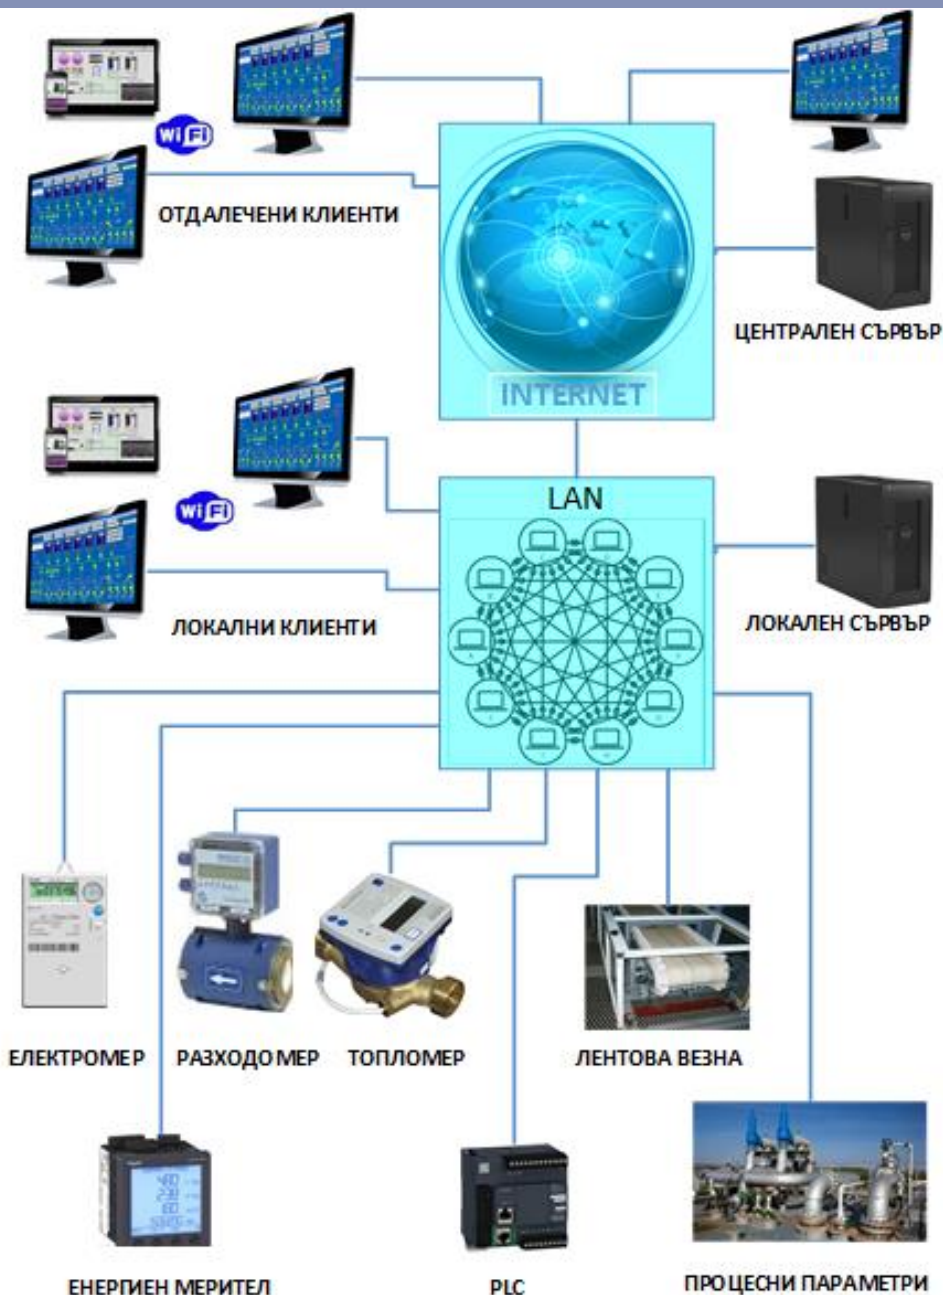 WiFi
ОТДАЛЕЧЕНИ КЛИЕНТИ
ЦЕНТРАЛЕН СЪРВЪР
INTERNET
LAN
WiFi
ЛОКАЛНИ КЛИЕНТИ
ЛОКАЛЕН СЪРВЪР
ЕЛЕКТРОМЕР
РАЗХОДОМЕР
ТОПЛОМЕР
ЛЕНТОВА ВЕЗНА
ЕНЕРГИЕН МЕРИТЕЛ
PLC
ПРОЦЕСНИ ПАРАМЕТРИ